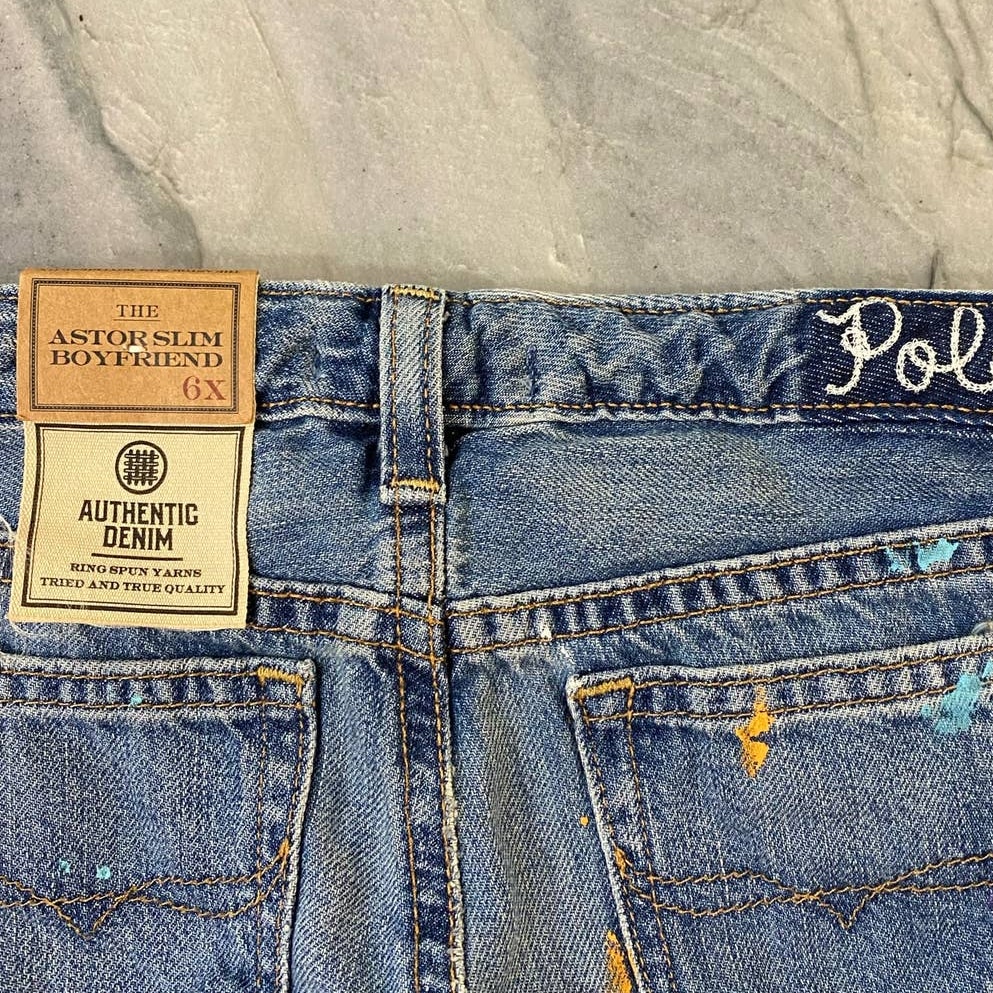 THE
ASTOR SLIM
BOYFRIEND
6X
AUTHENTIC
DENIM
RING SPUN YARNS
TRIED AND TRUE QUALITY
Pol